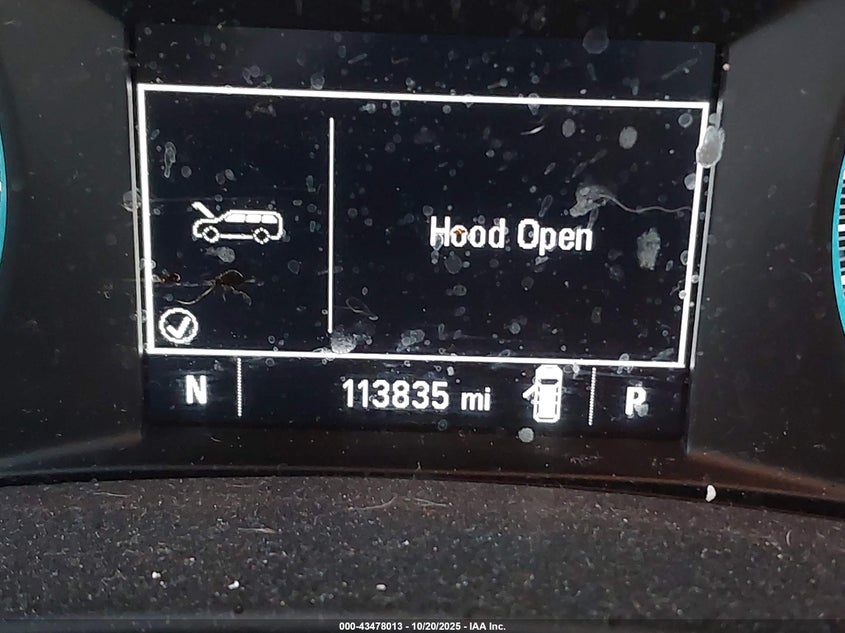 Hood Open
N 113835 mi P
000-43478013 - 10/20/2025 - IAA Inc.